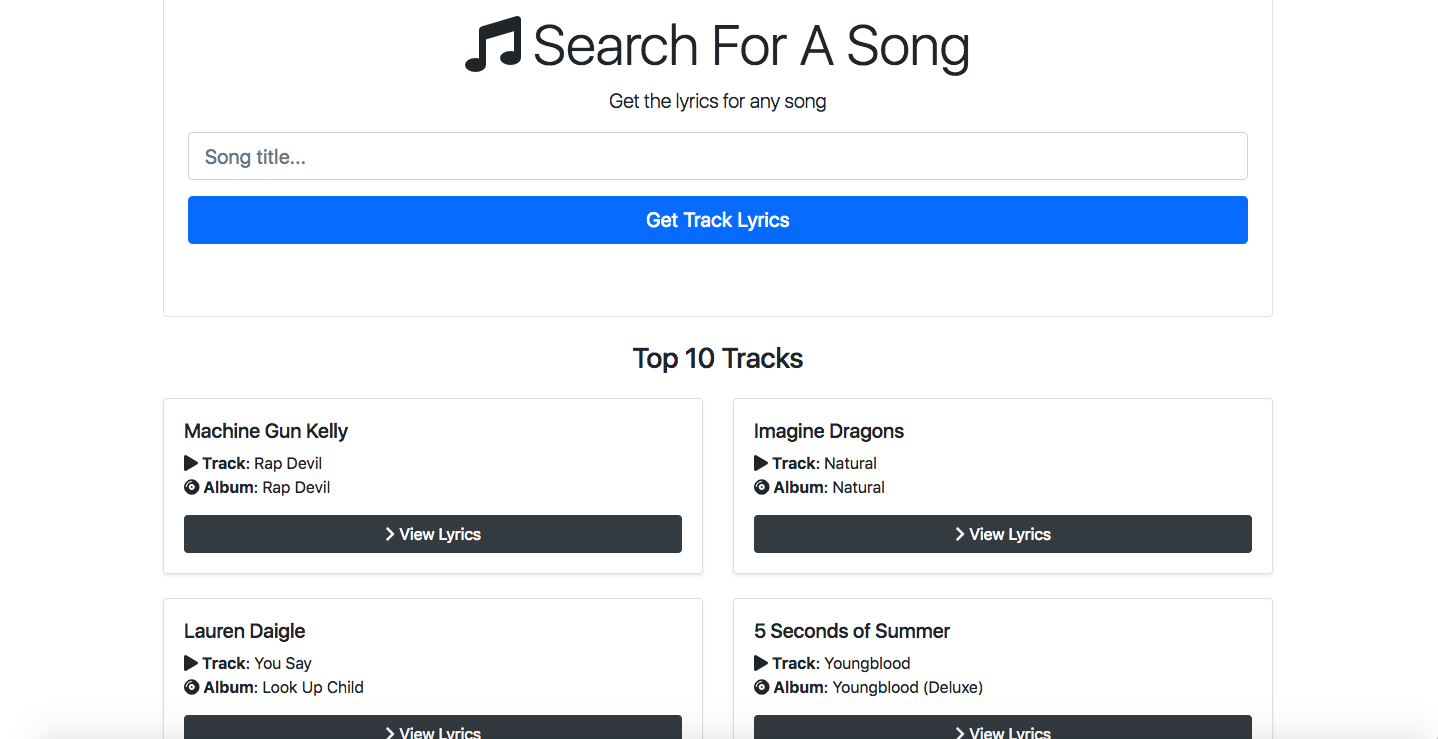 Search For A Song
Get the lyrics for any song
Song title...
Get Track Lyrics
Top 10 Tracks
Machine Gun Kelly
Track: Rap Devil
Album: Rap Devil
View Lyrics
Imagine Dragons
Track: Natural
Album: Natural
View Lyrics
Lauren Daigle
Track: You Say
Album: Look Up Child
View Lyrics
5 Seconds of Summer
Track: Youngblood
Album: Youngblood (Deluxe)
View Lyrics